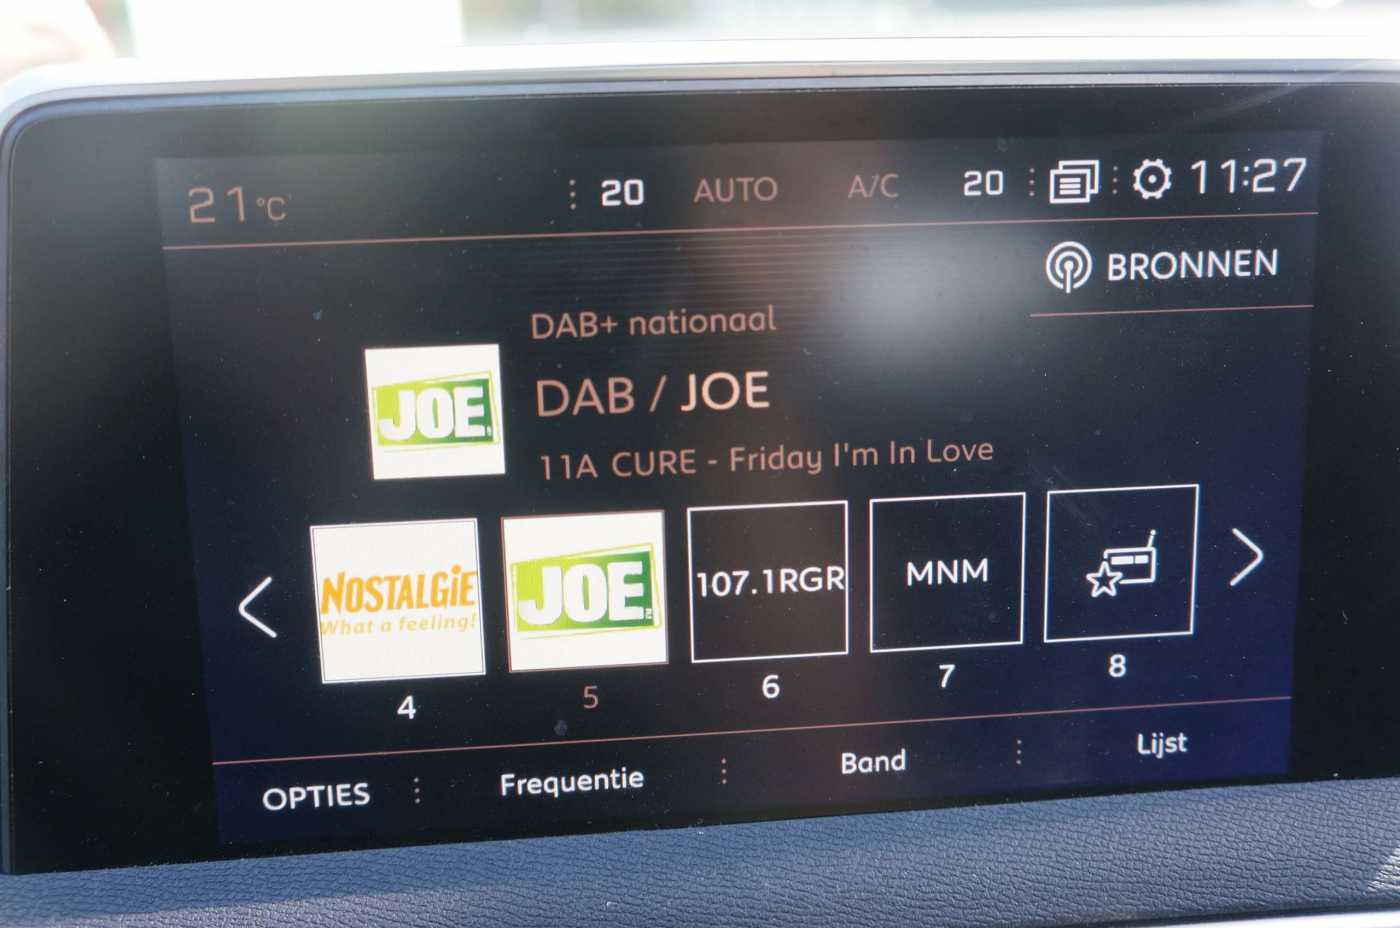 21°C
20 AUTO A/C 20
11:27
BRONNEN
DAB+ nationaal
JOE
DAB / JOE
11A CURE - Friday I'm In Love
NOSTALGiE
What a feeling!
JOE
107.1RGR
MNM
4 5 6 7 8
OPTIES Frequentie Band Lijst